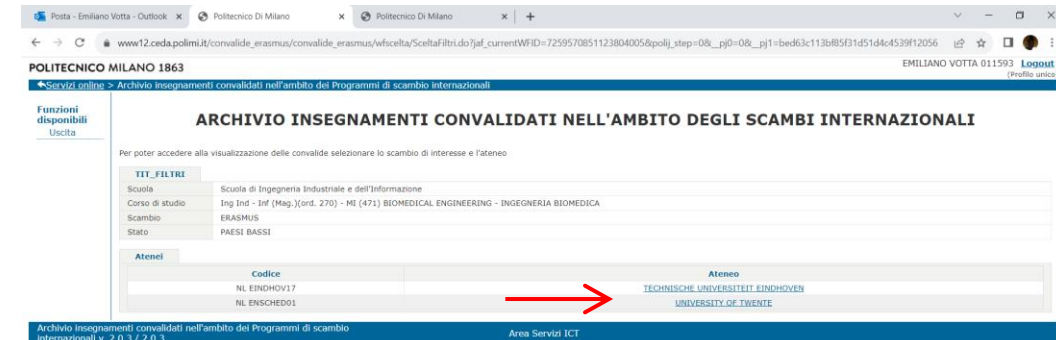 Posta - Emiliano Votta - Outlook
Politecnico Di Milano
Politecnico Di Milano
www12.ceda.polimi.it/convalide_erasmus/convalide_erasmus/wfscelta/SceltaFiltri.do?jaf_currentWFID=7259570851123804005&polij_step=0&__pj0=0&__pj1=bed63c113bf85f31d51d4c4539f12056
POLITECNICO MILANO 1863
EMILIANO VOTTA 011593 Logout
(Profilo unico
Servizi online > Archivio insegnamenti convalidati nell'ambito dei Programmi di scambio internazionali
Funzioni disponibili
Uscita
ARCHIVIO INSEGNAMENTI CONVALIDATI NELL'AMBITO DEGLI SCAMBI INTERNAZIONALI
Per poter accedere alla visualizzazione delle convalide selezionare lo scambio di interesse e l'ateneo
TIT_FILTRI
Scuola Scuola di Ingegneria Industriale e dell'Informazione
Corso di studio Ing Ind - Inf (Mag.)(ord. 270) - MI (471) BIOMEDICAL ENGINEERING - INGEGNERIA BIOMEDICA
Scambio ERASMUS
Stato PAESI BASSI
Atenei
Codice Ateneo
NL EINDHOV17 TECHNISCHE UNIVERSITEIT EINDHOVEN
NL ENSCHED01 UNIVERSITY OF TWENTE
Archivio insegnamenti convalidati nell'ambito dei Programmi di scambio
internazionali v. 2.0.3 / 2.0.3
Area Servizi ICT